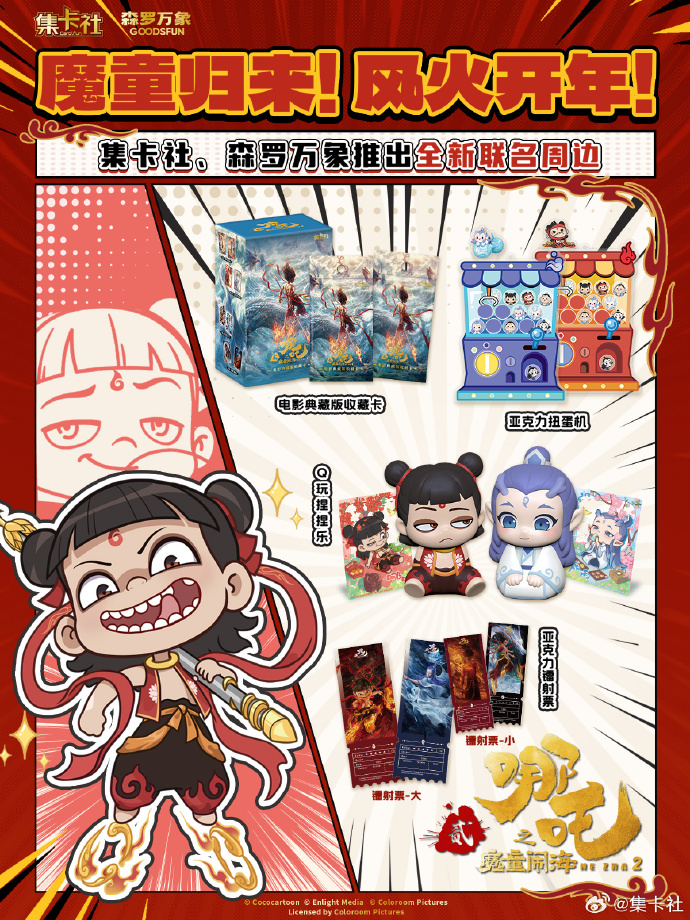 集卡社 森罗万象
CardFun GOODSFUN
魔童归来！风火开年！
集卡社、森罗万象推出全新联名周边
电影典藏版收藏卡
亚克力扭蛋机
Q玩捏捏乐
亚克力镭射票
镭射票-小
镭射票-大
哪吒
贰
之
魔童闹海 NE ZHA 2
© Cococartoon © Enlight Media © Coloroom Pictures
Licensed by Coloroom Pictures
@集卡社